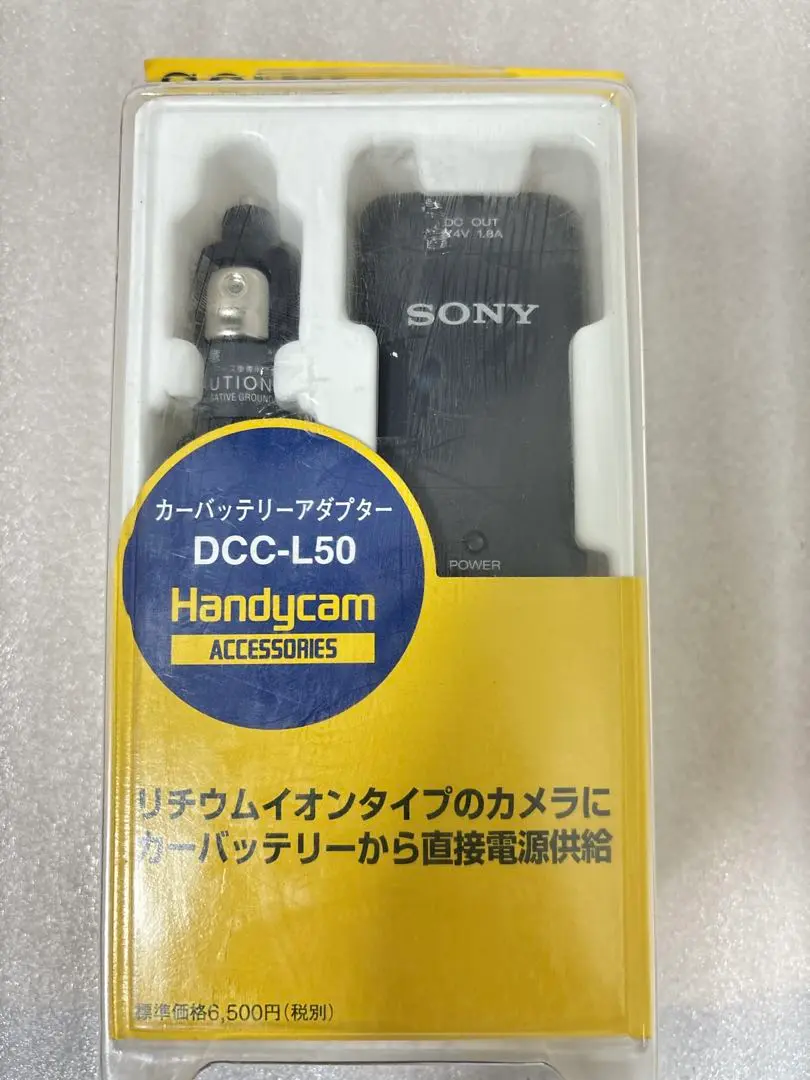 DC OUT
1.8A
SONY
UTION
ATIVE GROUND
カーバッテリーアダプター
DCC-L50
Handycam
ACCESSORIES
POWER
リチウムイオンタイプのカメラに
カーバッテリーから直接電源供給
標準価格6,500円(税別)